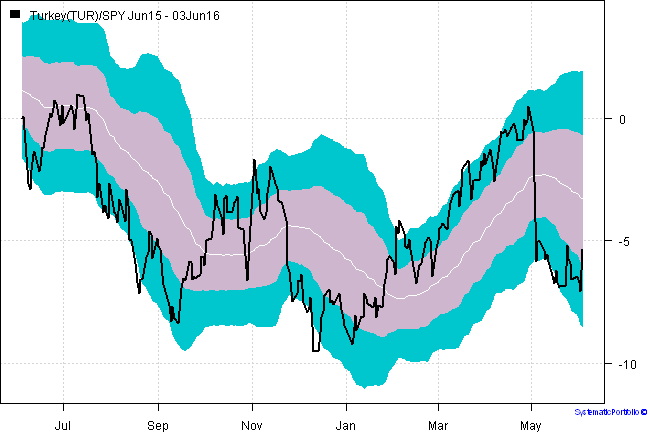 Turkey(TUR)/SPY Jun15 - 03Jun16
0
-5
-10
Jul Sep Nov Jan Mar May
SystematicPortfolio ©